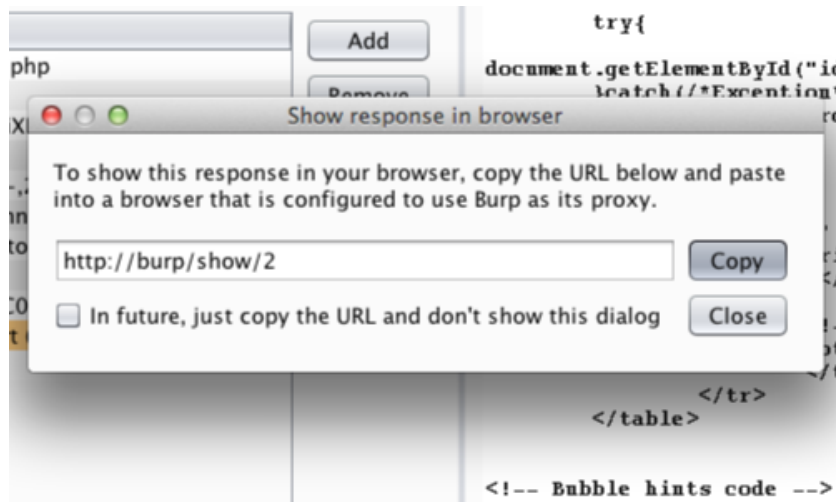 try{
Add
php
document.getElementById("id
Remove
}catch(/*Exception*
Show response in browser
To show this response in your browser, copy the URL below and paste
into a browser that is configured to use Burp as its proxy.
http://burp/show/2
Copy
In future, just copy the URL and don't show this dialog
Close
</tr>
</table>
<!-- Bubble hints code -->